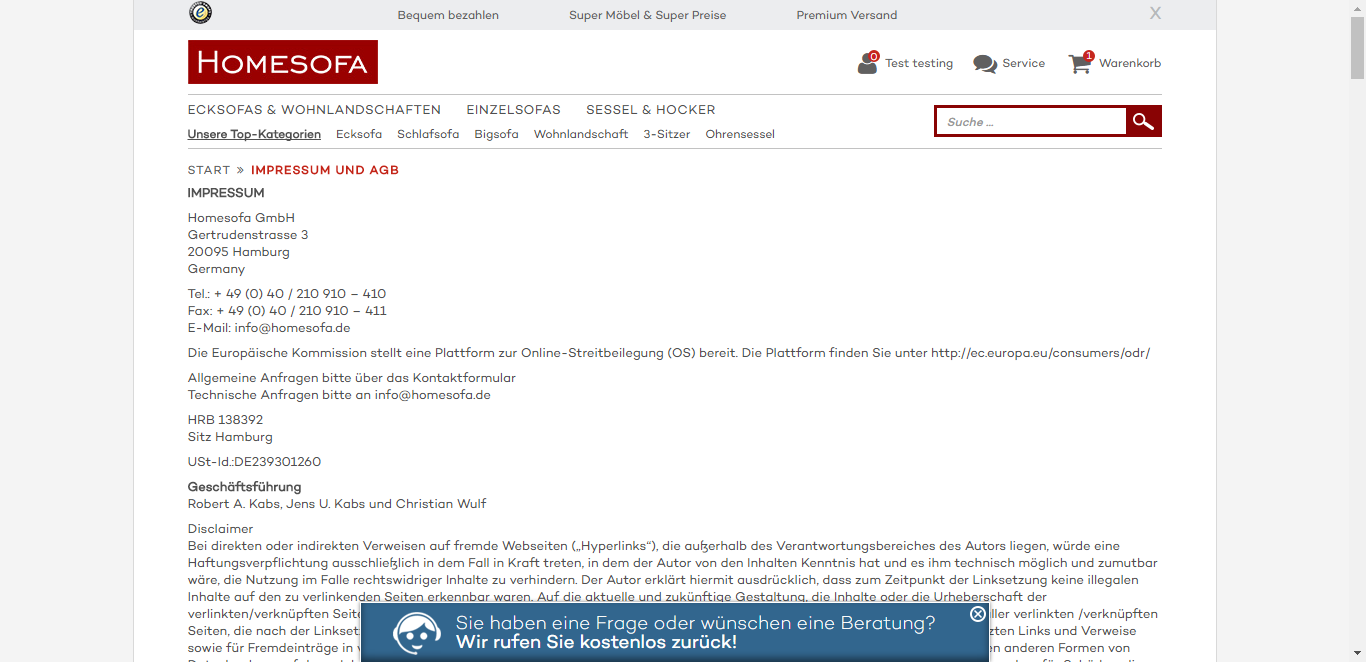 Bequem bezahlen
Super Möbel & Super Preise
Premium Versand
X
HOMESOFA
0
Test testing
Service
1
Warenkorb
ECKSOFAS & WOHNLANDSCHAFTEN
EINZELSOFAS
SESSEL & HOCKER
Unsere Top-Kategorien
Ecksofa
Schlafsofa
Bigsofa
Wohnlandschaft
3-Sitzer
Ohrensessel
Suche ...
START » IMPRESSUM UND AGB
IMPRESSUM
Homesofa GmbH
Gertrudenstrasse 3
20095 Hamburg
Germany
Tel.: + 49 (0) 40 / 210 910 – 410
Fax: + 49 (0) 40 / 210 910 – 411
E-Mail: info@homesofa.de
Die Europäische Kommission stellt eine Plattform zur Online-Streitbeilegung (OS) bereit. Die Plattform finden Sie unter http://ec.europa.eu/consumers/odr/
Allgemeine Anfragen bitte über das Kontaktformular
Technische Anfragen bitte an info@homesofa.de
HRB 138392
Sitz Hamburg
USt-Id.:DE239301260
Geschäftsführung
Robert A. Kabs, Jens U. Kabs und Christian Wulf
Disclaimer
Bei direkten oder indirekten Verweisen auf fremde Webseiten („Hyperlinks“), die außerhalb des Verantwortungsbereiches des Autors liegen, würde eine
Haftungsverpflichtung ausschließlich in dem Fall in Kraft treten, in dem der Autor von den Inhalten Kenntnis hat und es ihm technisch möglich und zumutbar
wäre, die Nutzung im Falle rechtswidriger Inhalte zu verhindern. Der Autor erklärt hiermit ausdrücklich, dass zum Zeitpunkt der Linksetzung keine illegalen
Inhalte auf den zu verlinkenden Seiten erkennbar waren. Auf die aktuelle und zukünftige Gestaltung, die Inhalte oder die Urheberschaft der
verlinkten/verknüpften verlinkten /verknüpften
Seiten, die nach der Links und Verweise
sowie für Fremdeinträge in anderen Formen von
Sie haben eine Frage oder wünschen eine Beratung?
Wir rufen Sie kostenlos zurück!